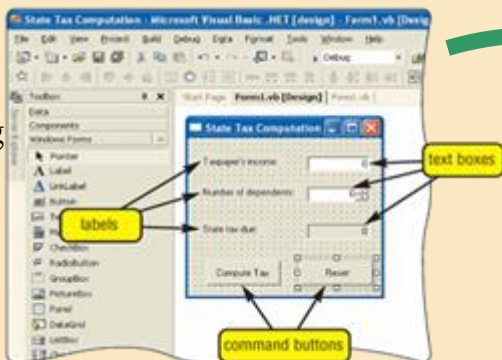 State Tax Computation - Microsoft Visual Basic .NET [design] - Form1.vb [Desig
File Edit View Project Build Debug Data Format Tools Window Help
Debug
Toolbox
Start Page Form1.vb [Design] Form1.vb
Data
Components
Windows Forms
Pointer
Label
LinkLabel
Button
CheckBox
RadioButton
GroupBox
PictureBox
Panel
DataGrid
ListBox
g
State Tax Computation
Taxpayer's income: 0
Number of dependents: 0
State tax due: 0
Compute Tax Reset
labels
text boxes
command buttons